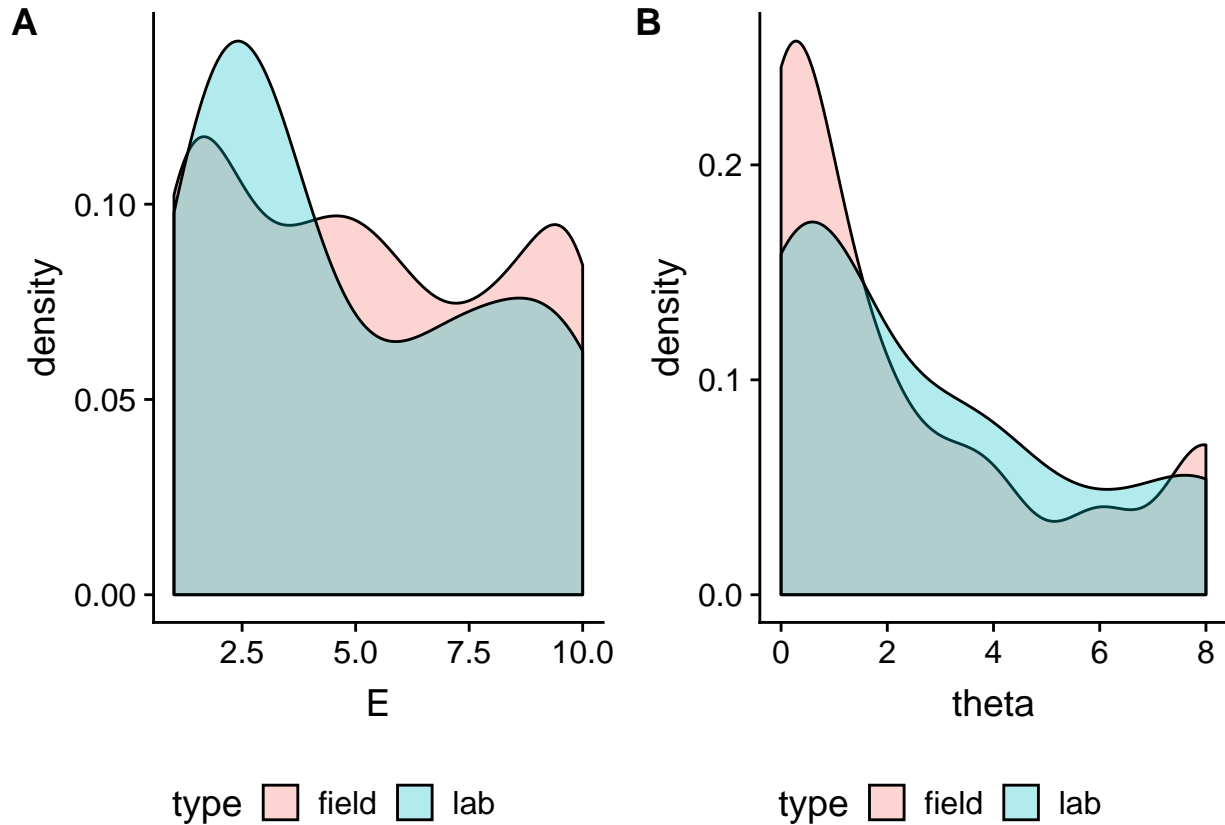 A
density
0.10
0.05
0.00
2.5 5.0 7.5 10.0
E
type field lab
B
density
0.2
0.1
0.0
0 2 4 6 8
theta
type field lab